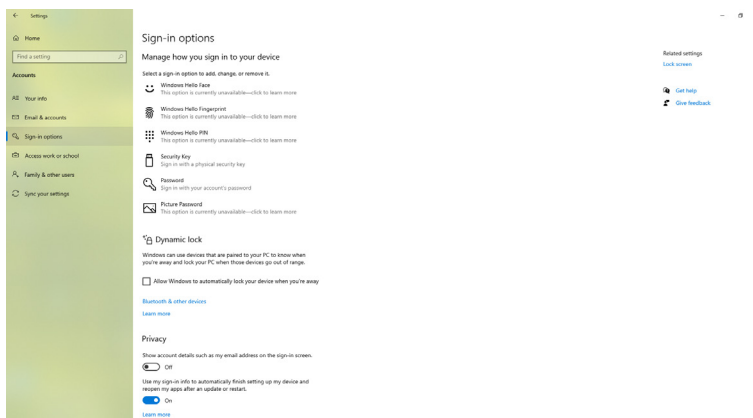 Settings
Home
Find a setting
Accounts
Your info
Email & accounts
Sign-in options
Access work or school
Family & other users
Sync your settings
Sign-in options
Manage how you sign in to your device
Select a sign-in option to add, change, or remove it.
Windows Hello Face
This option is currently unavailable—click to learn more
Windows Hello Fingerprint
This option is currently unavailable—click to learn more
Windows Hello PIN
This option is currently unavailable—click to learn more
Security Key
Sign in with a physical security key
Password
Sign in with your account's password
Picture Password
This option is currently unavailable—click to learn more
Dynamic lock
Windows can use devices that are paired to your PC to know when
you're away and lock your PC when those devices go out of range.
Allow Windows to automatically lock your device when you're away
Bluetooth & other devices
Learn more
Privacy
Show account details such as my email address on the sign-in screen.
Off
Use my sign-in info to automatically finish setting up my device and
reopen my apps after an update or restart.
On
Learn more
Related settings
Lock screen
Get help
Give feedback